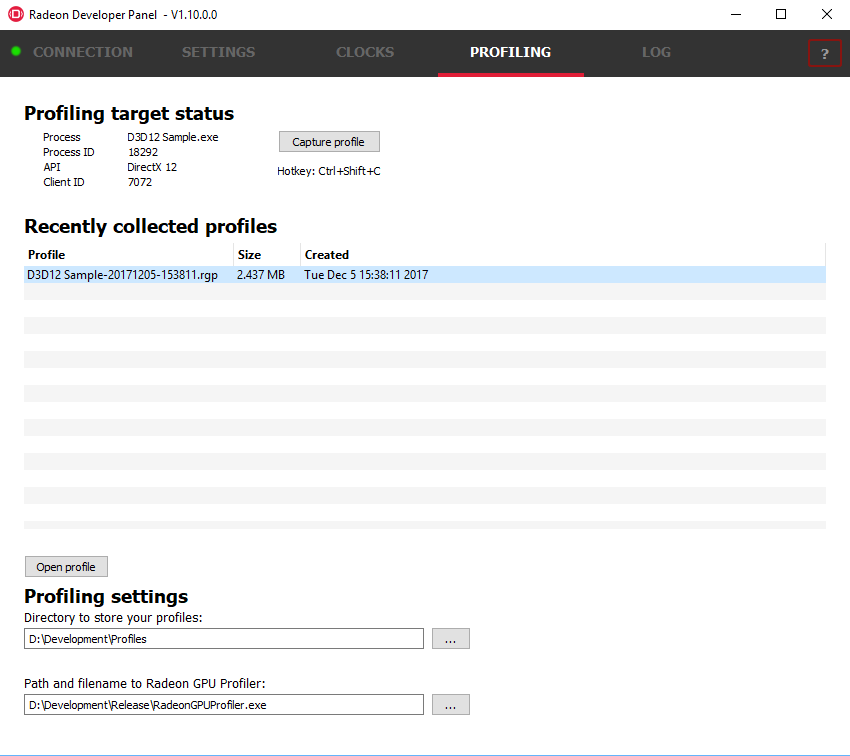 Radeon Developer Panel - V1.10.0.0
CONNECTION SETTINGS CLOCKS PROFILING LOG ?
Profiling target status
Process D3D12 Sample.exe Capture profile
Process ID 18292
API DirectX 12 Hotkey: Ctrl+Shift+C
Client ID 7072
Recently collected profiles
Profile Size Created
D3D12 Sample-20171205-153811.rgp 2.437 MB Tue Dec 5 15:38:11 2017
Open profile
Profiling settings
Directory to store your profiles:
D:\Development\Profiles ...
Path and filename to Radeon GPU Profiler:
D:\Development\Release\RadeonGPUProfiler.exe ...